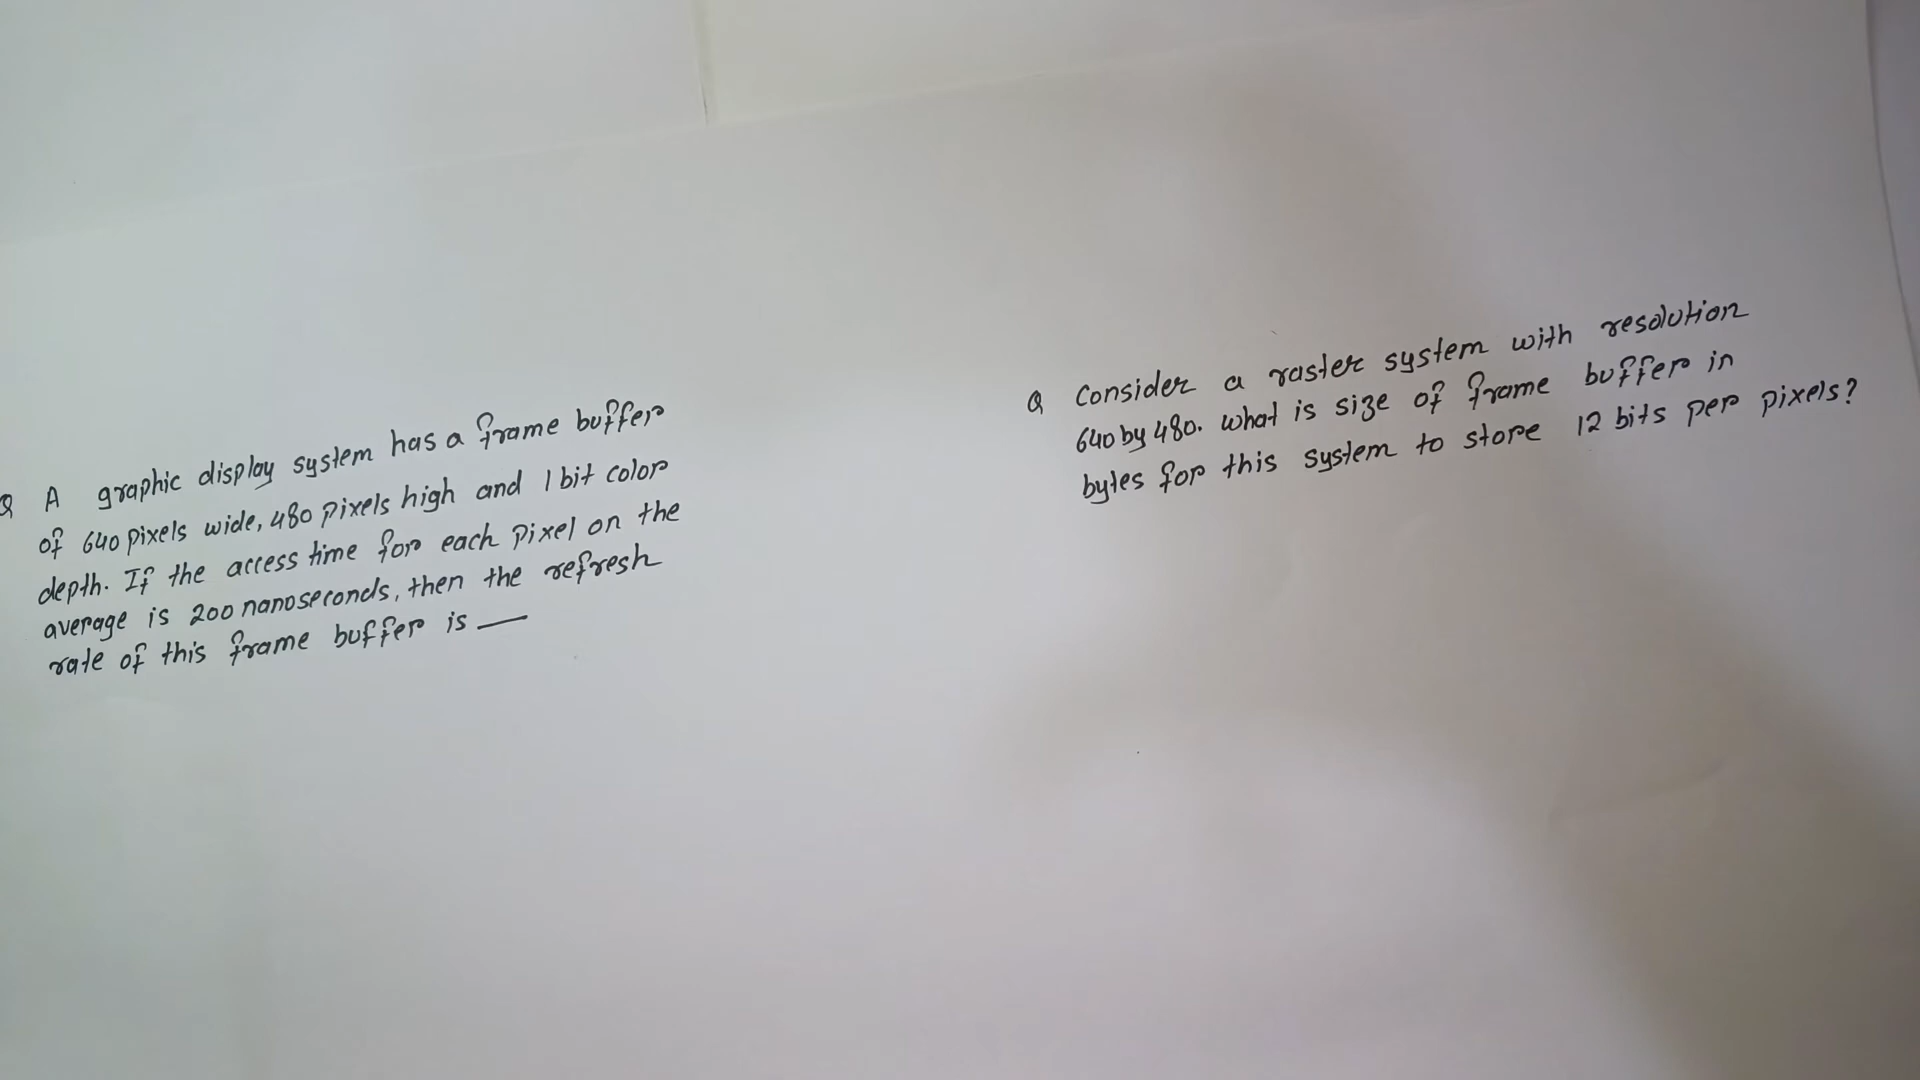 Q A graphic display system has a frame buffer
of 640 pixels wide, 480 pixels high and 1 bit color
depth. If the access time for each pixel on the
average is 200 nanoseconds, then the refresh
rate of this frame buffer is —
Q Consider a raster system with resolution
640 by 480. What is size of frame buffer in
bytes for this system to store 12 bits per pixels?